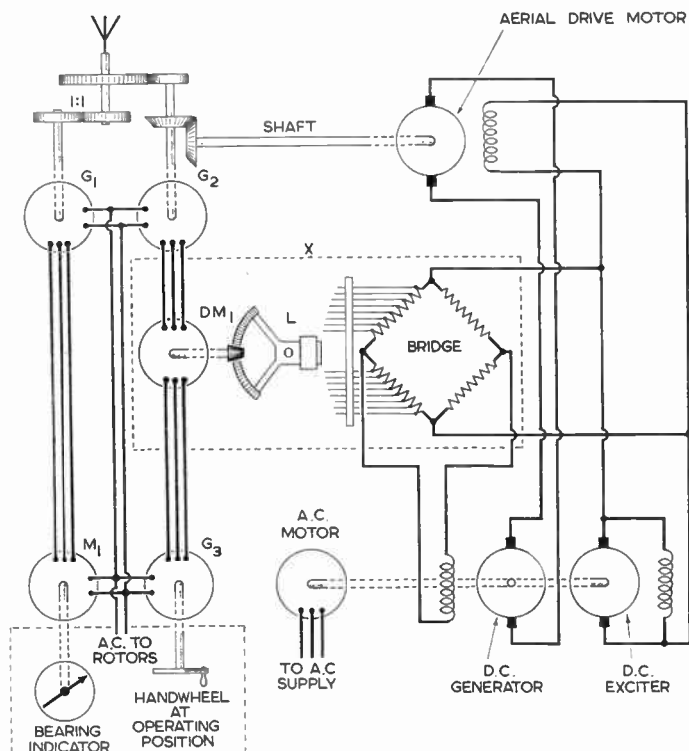 AERIAL DRIVE MOTOR
1:1
SHAFT
G1
G2
X
DM1
L
BRIDGE
A.C.
MOTOR
M1
G3
A.C. TO
ROTORS
TO A.C
SUPPLY
D.C.
GENERATOR
D.C.
EXCITER
BEARING
INDICATOR
HANDWHEEL
AT
OPERATING
POSITION